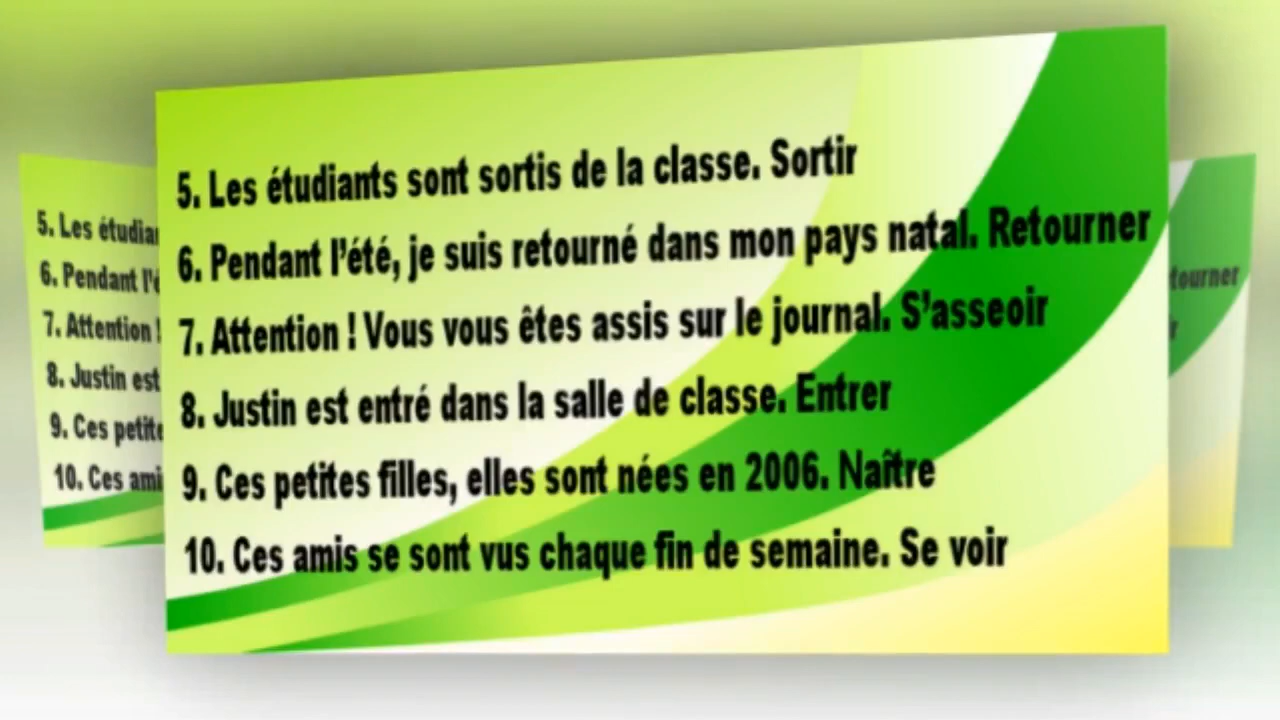 5. Les étudiants sont sortis de la classe. Sortir
6. Pendant l'été, je suis retourné dans mon pays natal. Retourner
7. Attention ! Vous vous êtes assis sur le journal. S'asseoir
8. Justin est entré dans la salle de classe. Entrer
9. Ces petites filles, elles sont nées en 2006. Naître
10. Ces amis se sont vus chaque fin de semaine. Se voir